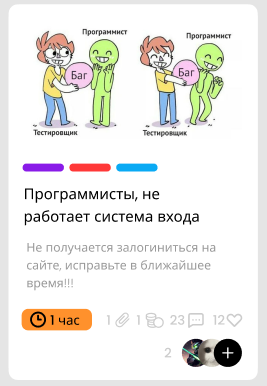 Программист
Программист
Баг
Баг
Тестировщик
Тестировщик
Программисты, не
работает система входа
Не получается залогиниться на
сайте, исправьте в ближайшее
время!!!
1 час 1 1 23 12
2 +